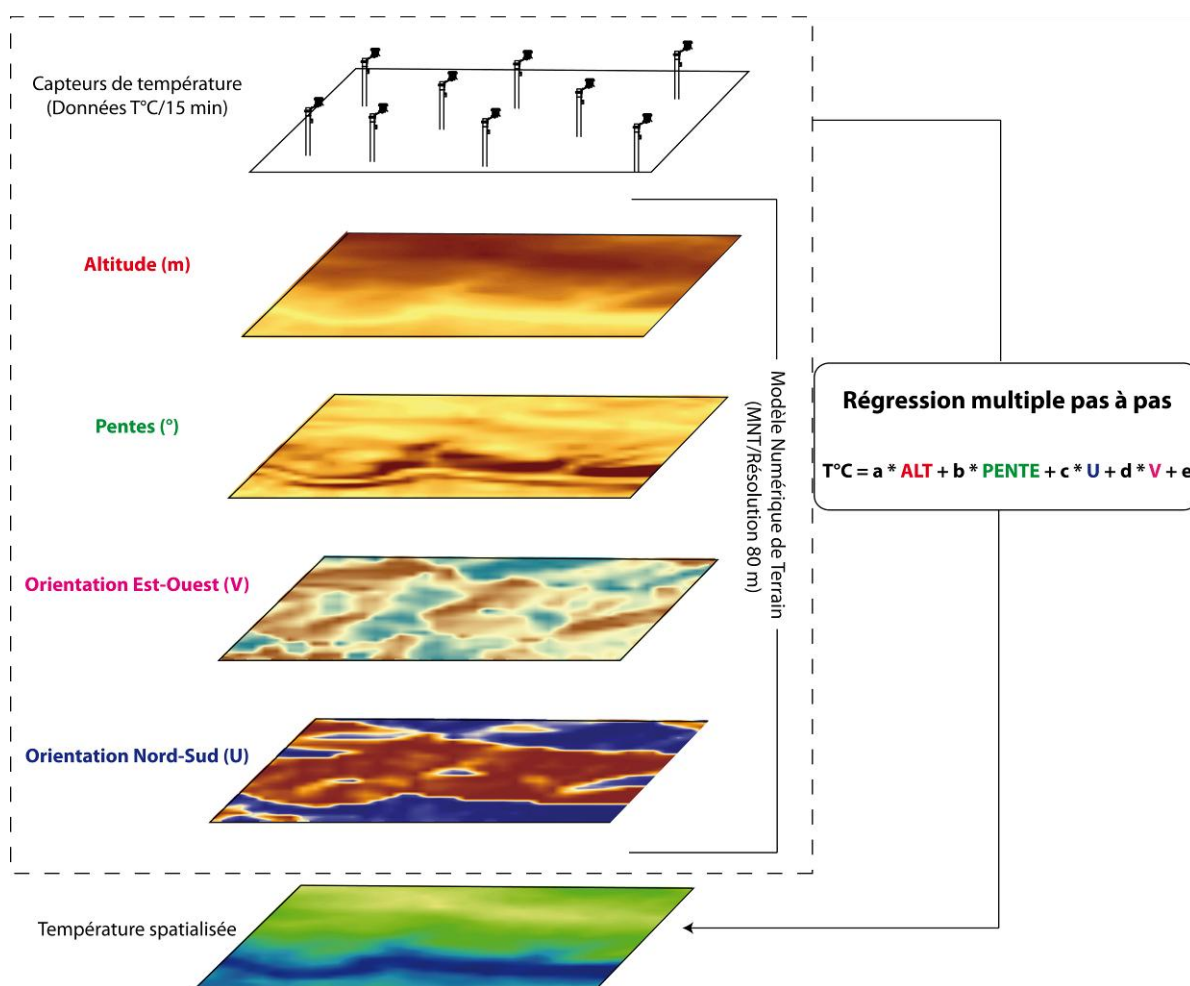 Capteurs de température
(Données T°C/15 min)
Altitude (m)
Pentes (°)
Orientation Est-Ouest (V)
Orientation Nord-Sud (U)
Température spatialisée
Modèle Numérique de Terrain
(MNT/Résolution 80 m)
Régression multiple pas à pas
T°C = a * ALT + b * PENTE + c * U + d * V + e